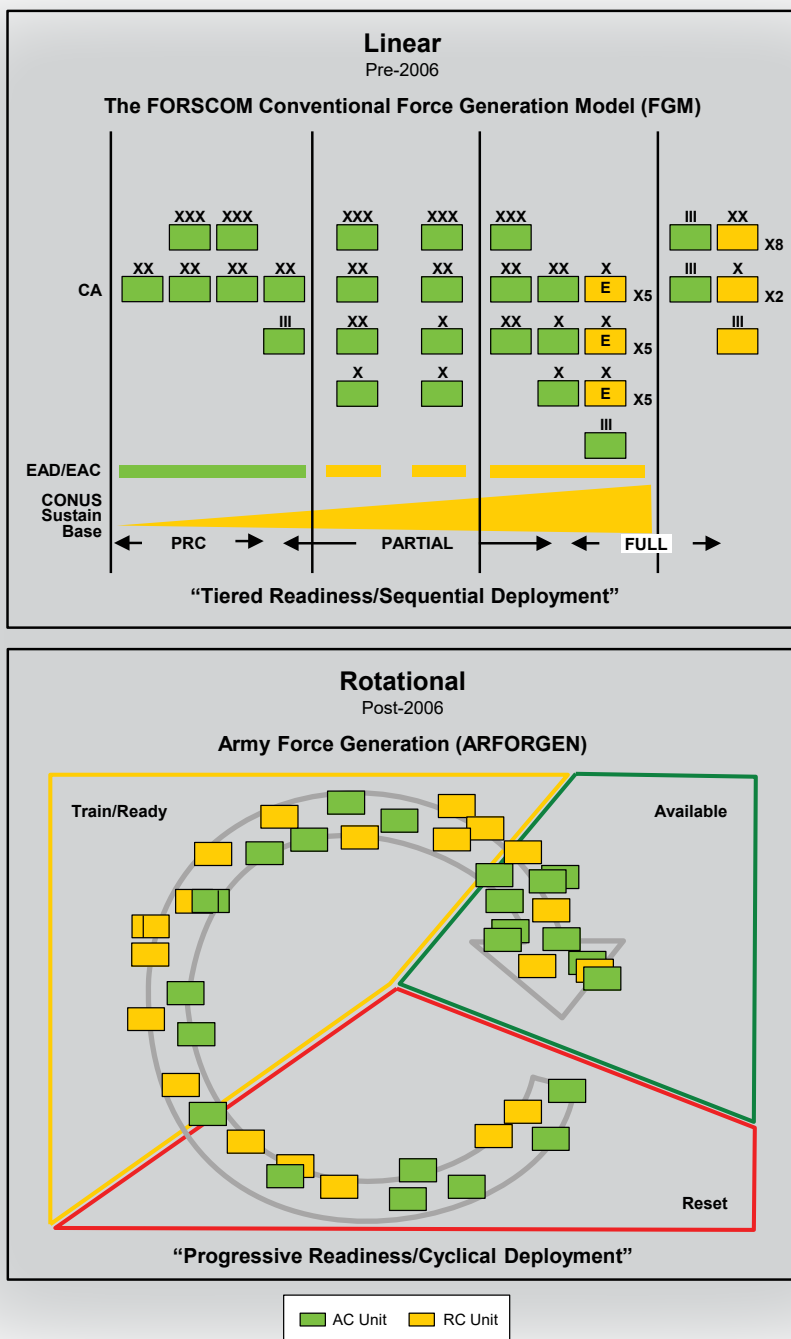 Linear
Pre-2006
The FORSCOM Conventional Force Generation Model (FGM)
XXX XXX XXX XXX XXX III XX
X8
XX XX XX XX XX XX XX XX X III X
CA E X5 X2
III XX X XX X X III
E X5
X X X X
E X5
III
EAD/EAC
CONUS
Sustain
Base
PRC PARTIAL FULL
“Tiered Readiness/Sequential Deployment”
Rotational
Post-2006
Army Force Generation (ARFORGEN)
Train/Ready Available
Reset
“Progressive Readiness/Cyclical Deployment”
AC Unit RC Unit